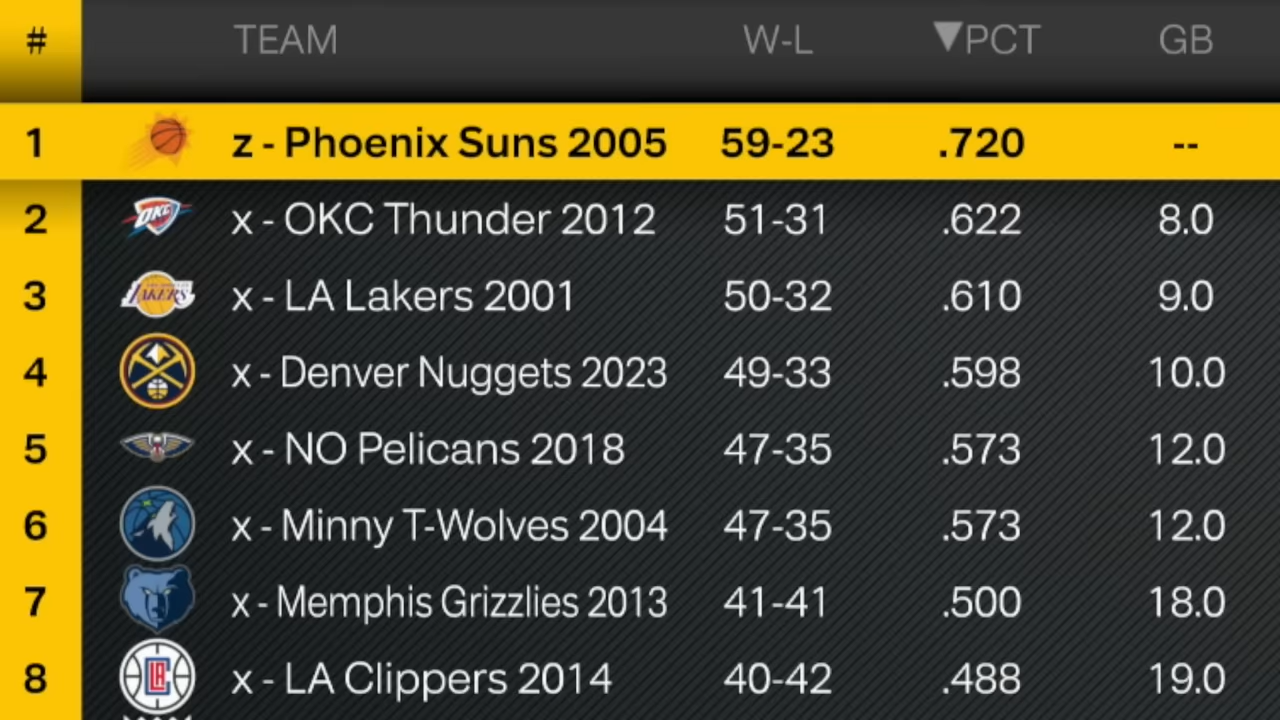 # TEAM W-L ▼PCT GB
1 z - Phoenix Suns 2005 59-23 .720 --
2 OKC x - OKC Thunder 2012 51-31 .622 8.0
3 LAKERS x - LA Lakers 2001 50-32 .610 9.0
4 x - Denver Nuggets 2023 49-33 .598 10.0
5 x - NO Pelicans 2018 47-35 .573 12.0
6 x - Minny T-Wolves 2004 47-35 .573 12.0
7 x - Memphis Grizzlies 2013 41-41 .500 18.0
8 LA x - LA Clippers 2014 40-42 .488 19.0